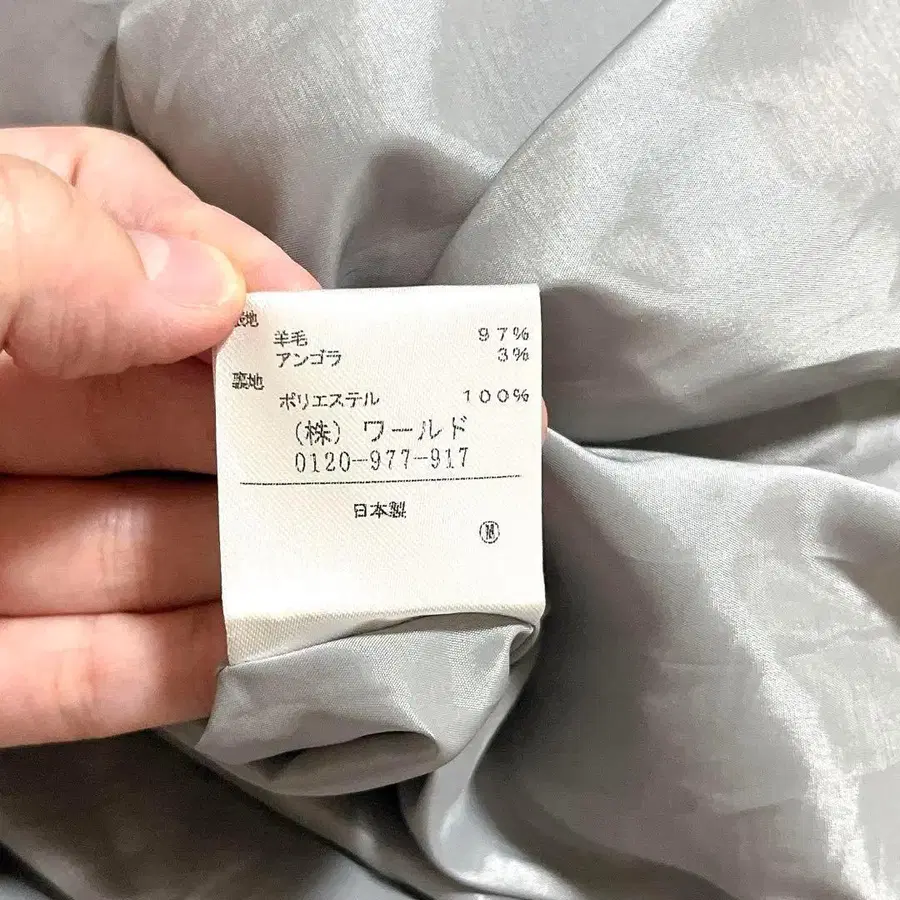 表地
羊毛 97%
アンゴラ 3%
裏地
ポリエステル 100%
(株) ワールド
0120-977-917
日本製
Ⓜ